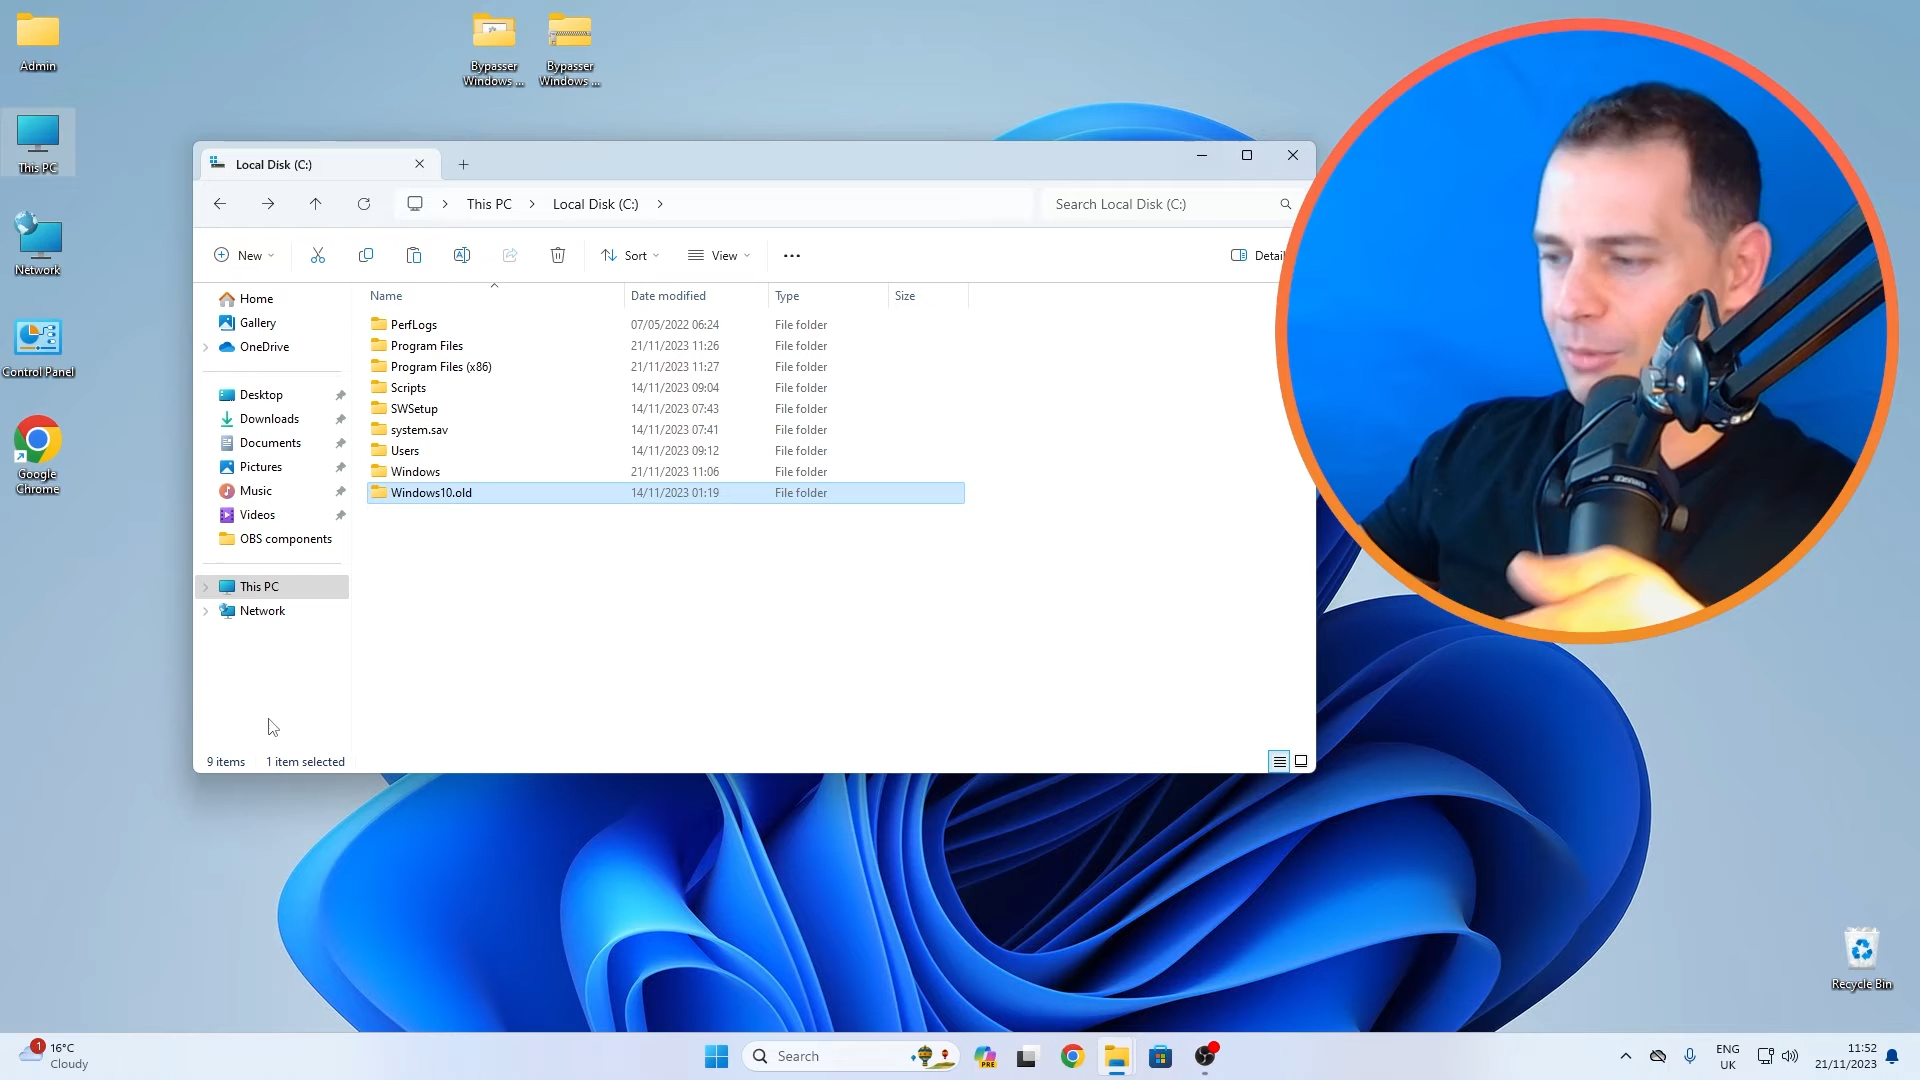 Admin
Bypasser
Windows ...
Bypasser
Windows ...
This PC
Network
Control Panel
Google
Chrome
Local Disk (C:)
This PC
Local Disk (C:)
Search Local Disk (C:)
New
Sort
View
Detail
Home
Gallery
OneDrive
Desktop
Downloads
Documents
Pictures
Music
Videos
OBS components
This PC
Network
Name Date modified Type Size
PerfLogs 07/05/2022 06:24 File folder
Program Files 21/11/2023 11:26 File folder
Program Files (x86) 21/11/2023 11:27 File folder
Scripts 14/11/2023 09:04 File folder
SWSetup 14/11/2023 07:43 File folder
system.sav 14/11/2023 07:41 File folder
Users 14/11/2023 09:12 File folder
Windows 21/11/2023 11:06 File folder
Windows10.old 14/11/2023 01:19 File folder
9 items 1 item selected
Recycle Bin
1
16°C
Cloudy
Search
PRE
ENG
UK
11:52
21/11/2023